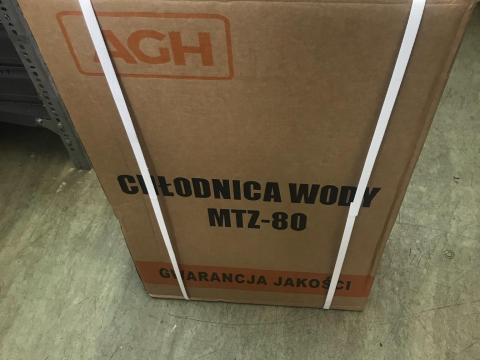 AGH
CHŁODNICA WODY
MTZ-80
GWARANCJA JAKOŚCI